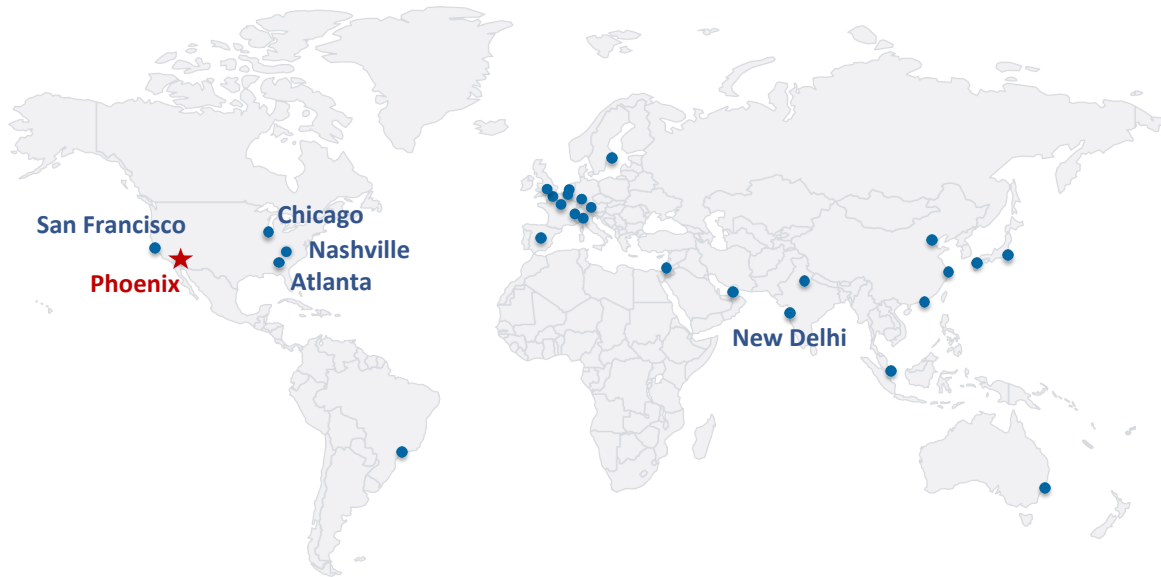 San Francisco
Chicago
Nashville
Phoenix
Atlanta
New Delhi